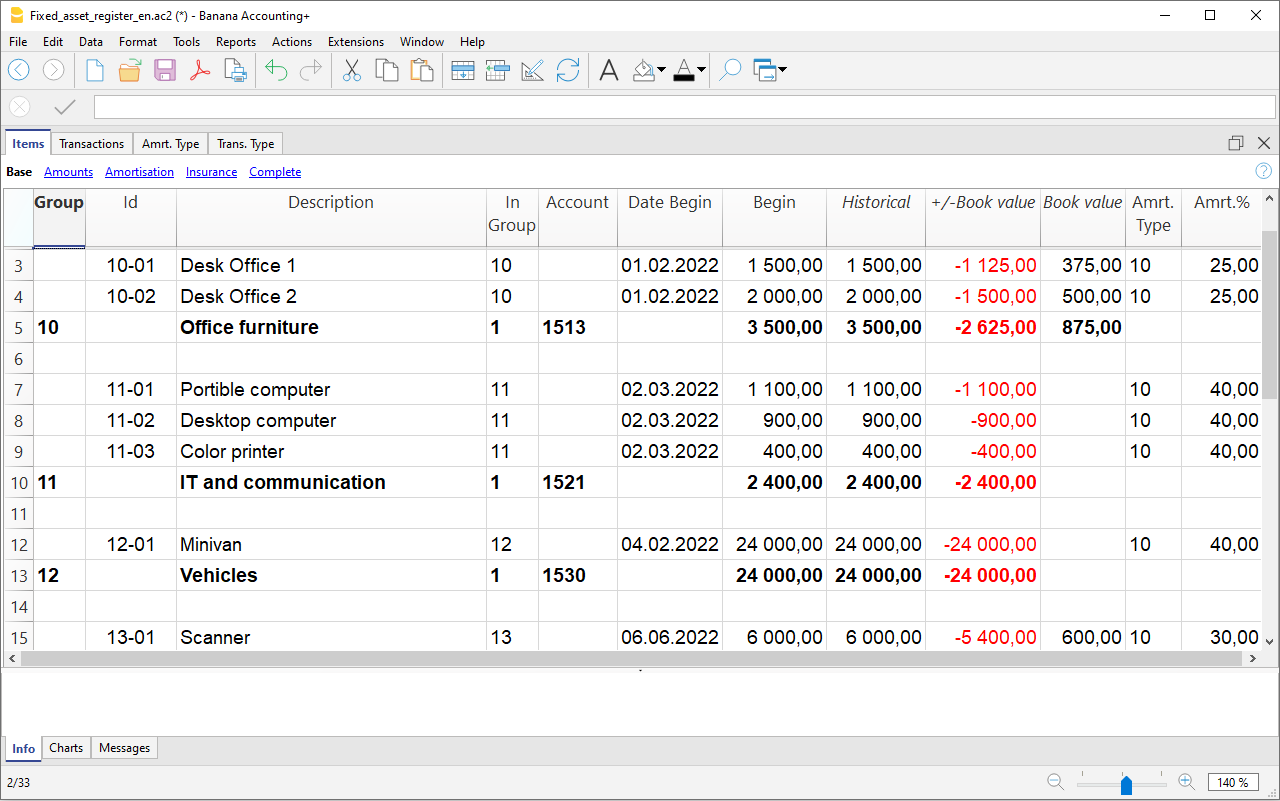 Fixed_asset_register_en.ac2 (*) - Banana Accounting+
File Edit Data Format Tools Reports Actions Extensions Window Help
Items Transactions Amrt. Type Trans. Type
Base Amounts Amortisation Insurance Complete
Group Id Description In Group Account Date Begin Begin Historical +/-Book value Book value Amrt. Type Amrt.%
3 10-01 Desk Office 1 10 01.02.2022 1 500,00 1 500,00 -1 125,00 375,00 10 25,00
4 10-02 Desk Office 2 10 01.02.2022 2 000,00 2 000,00 -1 500,00 500,00 10 25,00
5 10 Office furniture 1 1513 3 500,00 3 500,00 -2 625,00 875,00
6
7 11-01 Portible computer 11 02.03.2022 1 100,00 1 100,00 -1 100,00 10 40,00
8 11-02 Desktop computer 11 02.03.2022 900,00 900,00 -900,00 10 40,00
9 11-03 Color printer 11 02.03.2022 400,00 400,00 -400,00 10 40,00
10 11 IT and communication 1 1521 2 400,00 2 400,00 -2 400,00
11
12 12-01 Minivan 12 04.02.2022 24 000,00 24 000,00 -24 000,00 10 40,00
13 12 Vehicles 1 1530 24 000,00 24 000,00 -24 000,00
14
15 13-01 Scanner 13 06.06.2022 6 000,00 6 000,00 -5 400,00 600,00 10 30,00
Info Charts Messages
2/33 140 %